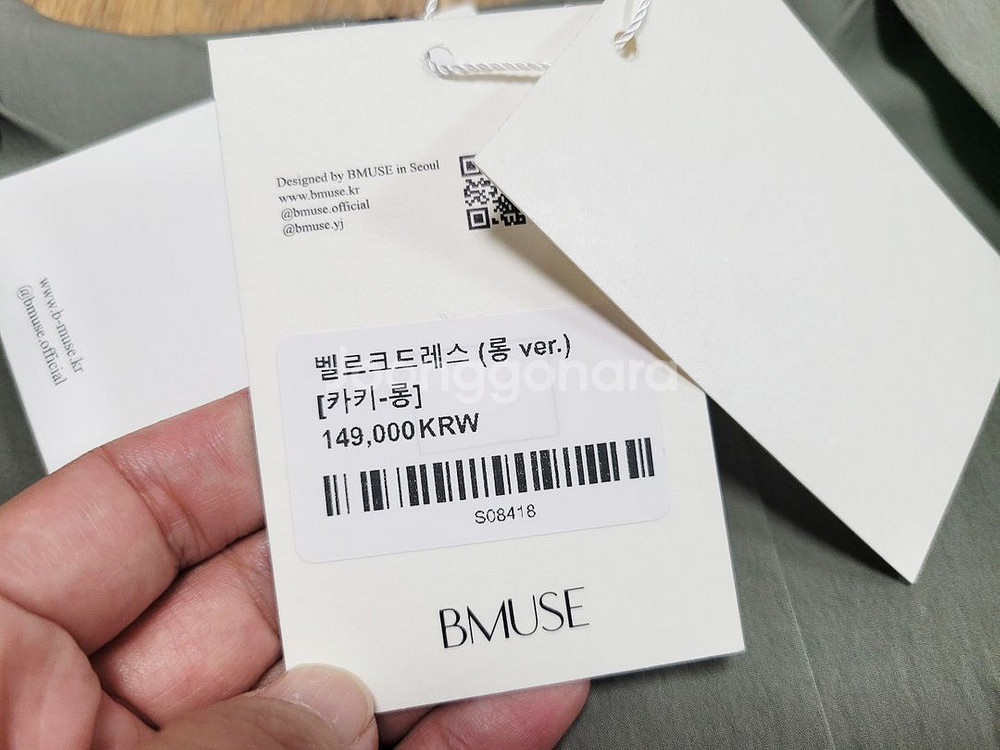 Designed by BMUSE in Seoul
www.bmuse.kr
@bmuse.official
@bmuse.yj
www.b-muse.kr
@bmuse.official
벨르크드레스 (롱 ver.)
[카키-롱]
149,000KRW
S08418
BMUSE
joonggonara